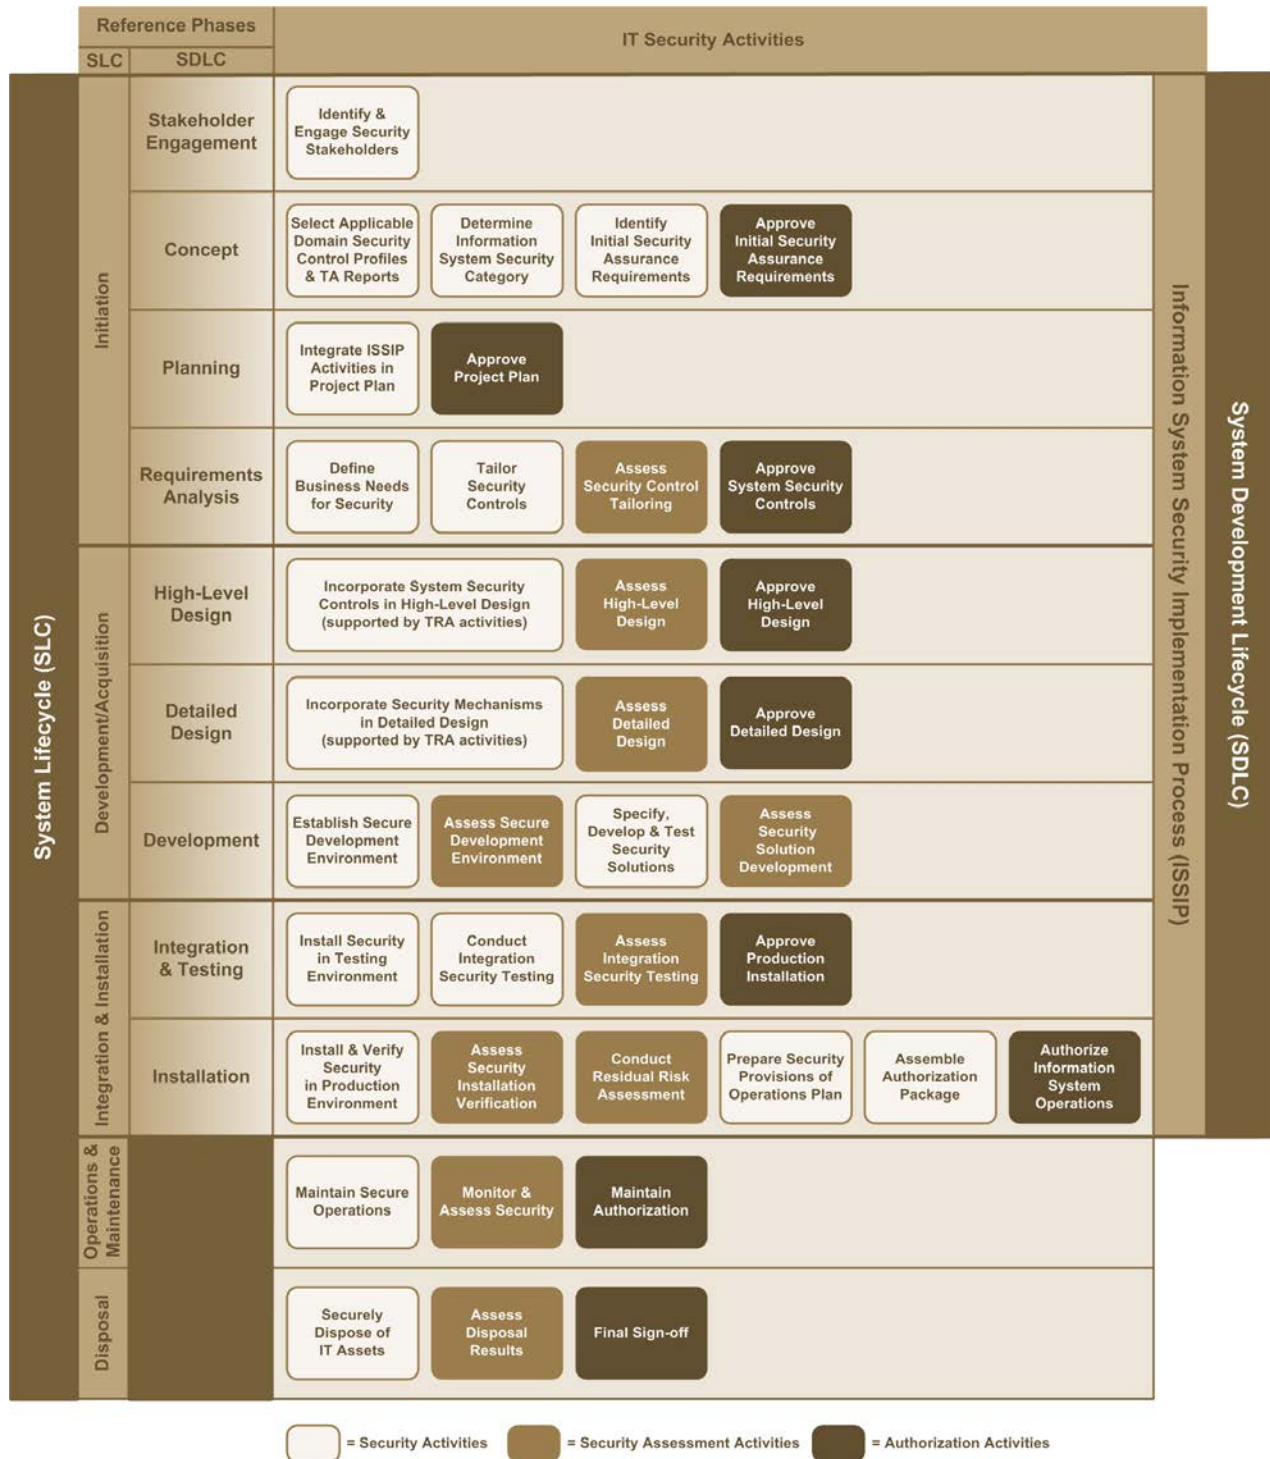 Reference Phases
IT Security Activities
SLC
SDLC
System Lifecycle (SLC)
Initiation
Stakeholder
Engagement
Identify &
Engage Security
Stakeholders
Concept
Select Applicable
Domain Security
Control Profiles
& TA Reports
Determine
Information
System Security
Category
Identify
Initial Security
Assurance
Requirements
Approve
Initial Security
Assurance
Requirements
Planning
Integrate ISSIP
Activities in
Project Plan
Approve
Project Plan
Requirements
Analysis
Define
Business Needs
for Security
Tailor
Security
Controls
Assess
Security Control
Tailoring
Approve
System Security
Controls
Development/Acquisition
High-Level
Design
Incorporate System Security
Controls in High-Level Design
(supported by TRA activities)
Assess
High-Level
Design
Approve
High-Level
Design
Detailed
Design
Incorporate Security Mechanisms
in Detailed Design
(supported by TRA activities)
Assess
Detailed
Design
Approve
Detailed Design
Development
Establish Secure
Development
Environment
Assess Secure
Development
Environment
Specify,
Develop & Test
Security
Solutions
Assess
Security
Solution
Development
Integration & Installation
Integration
& Testing
Install Security
in Testing
Environment
Conduct
Integration
Security Testing
Assess
Integration
Security Testing
Approve
Production
Installation
Installation
Install & Verify
Security
in Production
Environment
Assess
Security
Installation
Verification
Conduct
Residual Risk
Assessment
Prepare Security
Provisions of
Operations Plan
Assemble
Authorization
Package
Authorize
Information
System
Operations
Operations &
Maintenance
Maintain Secure
Operations
Monitor &
Assess Security
Maintain
Authorization
Disposal
Securely
Dispose of
IT Assets
Assess
Disposal
Results
Final Sign-off
Information System Security Implementation Process (ISSIP)
System Development Lifecycle (SDLC)
= Security Activities
= Security Assessment Activities
= Authorization Activities